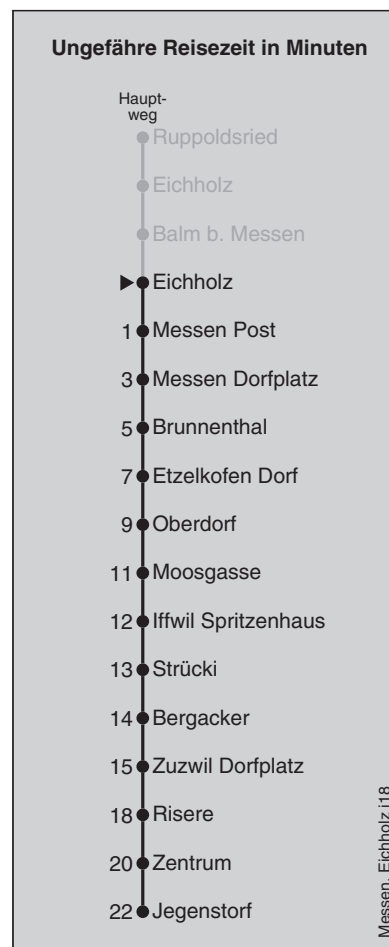 Ungefähre Reisezeit in Minuten
Haupt-
weg
Ruppoldsried
Eichholz
Balm b. Messen
Eichholz
1 Messen Post
3 Messen Dorfplatz
5 Brunnenthal
7 Etzelkofen Dorf
9 Oberdorf
11 Moosgasse
12 Iffwil Spritzenhaus
13 Strücki
14 Bergacker
15 Zuzwil Dorfplatz
18 Risere
20 Zentrum
22 Jegenstorf
Messen, Eichholz j18